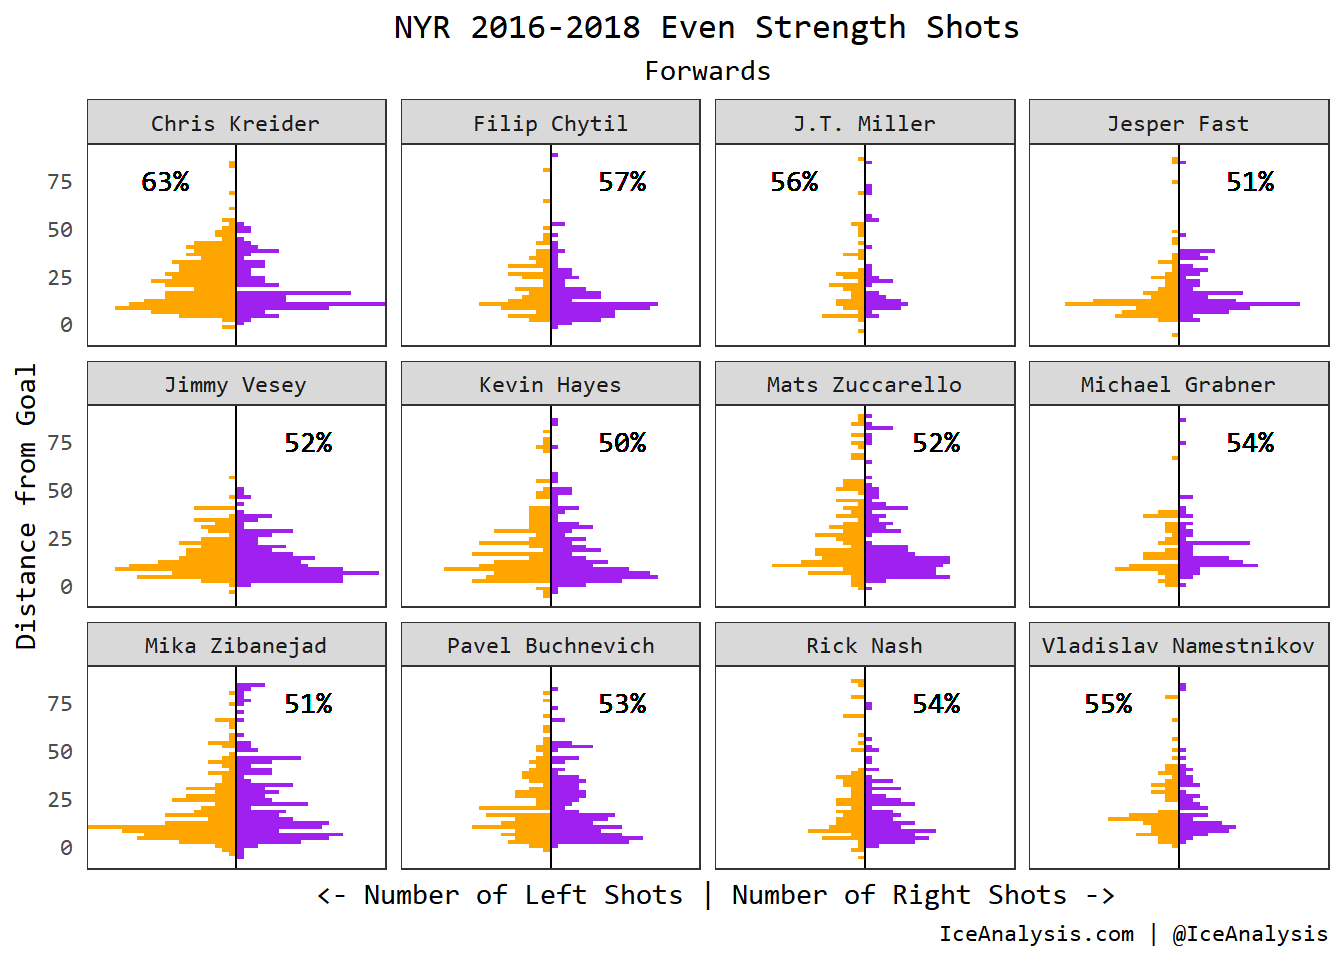 NYR 2016-2018 Even Strength Shots
Forwards
Chris Kreider
Filip Chytil
J.T. Miller
Jesper Fast
63%
57%
56%
51%
75
50
25
0
Jimmy Vesey
Kevin Hayes
Mats Zuccarello
Michael Grabner
52%
50%
52%
54%
75
50
25
0
Distance from Goal
Mika Zibanejad
Pavel Buchnevich
Rick Nash
Vladislav Namestnikov
51%
53%
54%
55%
75
50
25
0
<- Number of Left Shots | Number of Right Shots ->
IceAnalysis.com | @IceAnalysis